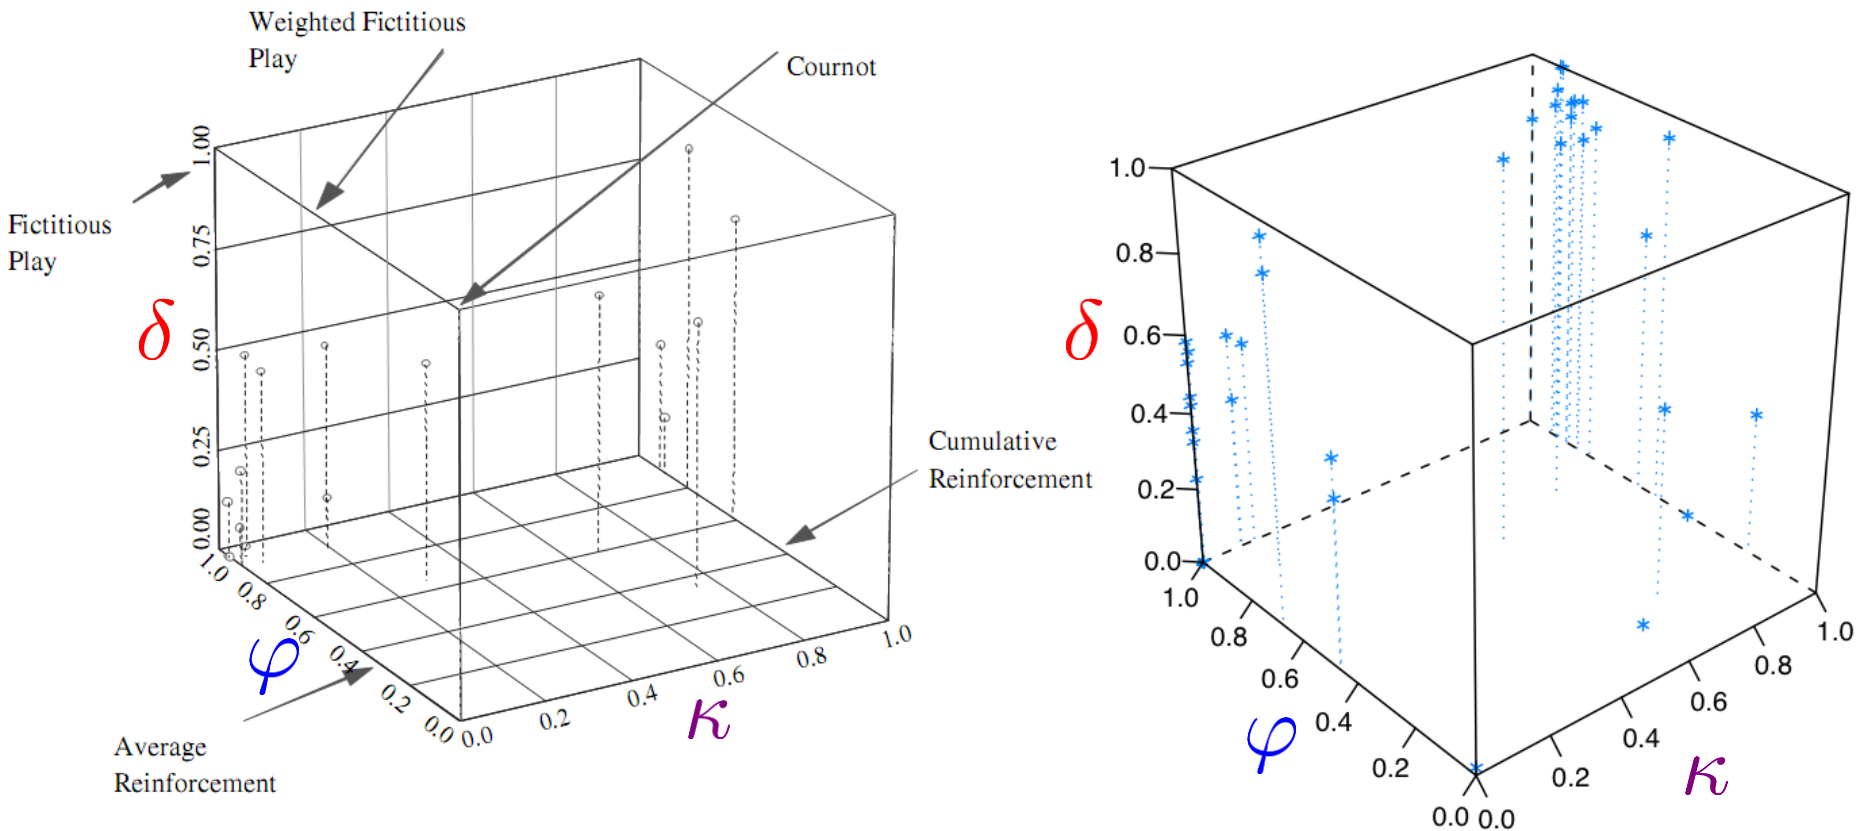 Weighted Fictitious
Play
Cournot
Fictitious
Play
Cumulative
Reinforcement
Average
Reinforcement
1.00
0.75
0.50
0.25
0.00
δ
1.0
0.8
0.6
0.4
0.2
0.0
φ
0.0
0.2
0.4
0.6
0.8
1.0
κ
1.0
0.8
0.6
0.4
0.2
0.0
δ
1.0
0.8
0.6
0.4
0.2
0.0
φ
0.0
0.2
0.4
0.6
0.8
1.0
κ